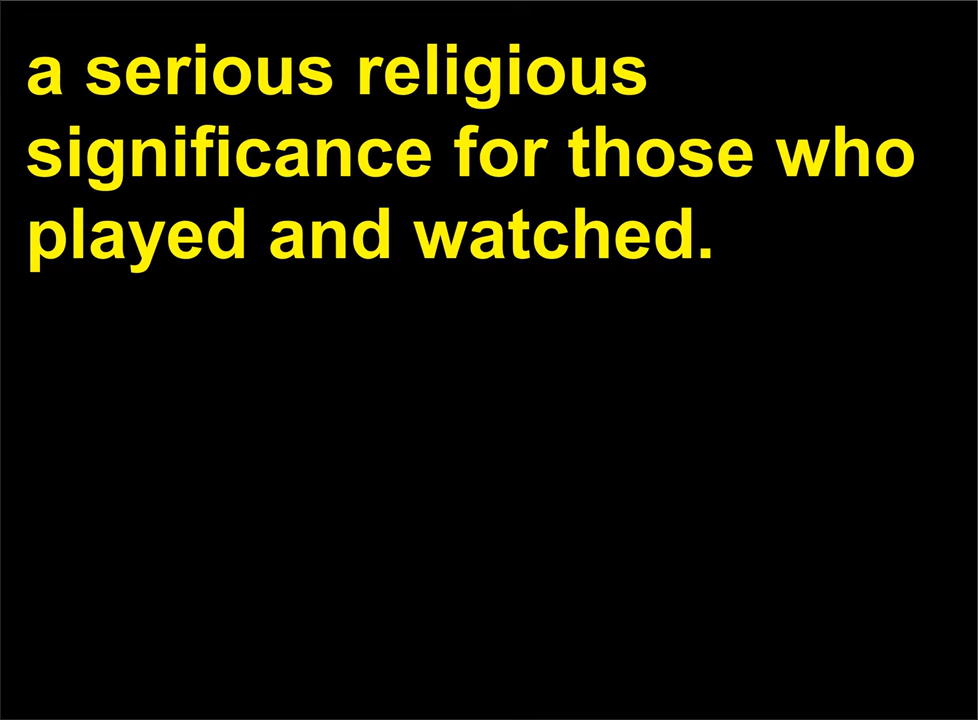 a serious religious
significance for those who
played and watched.